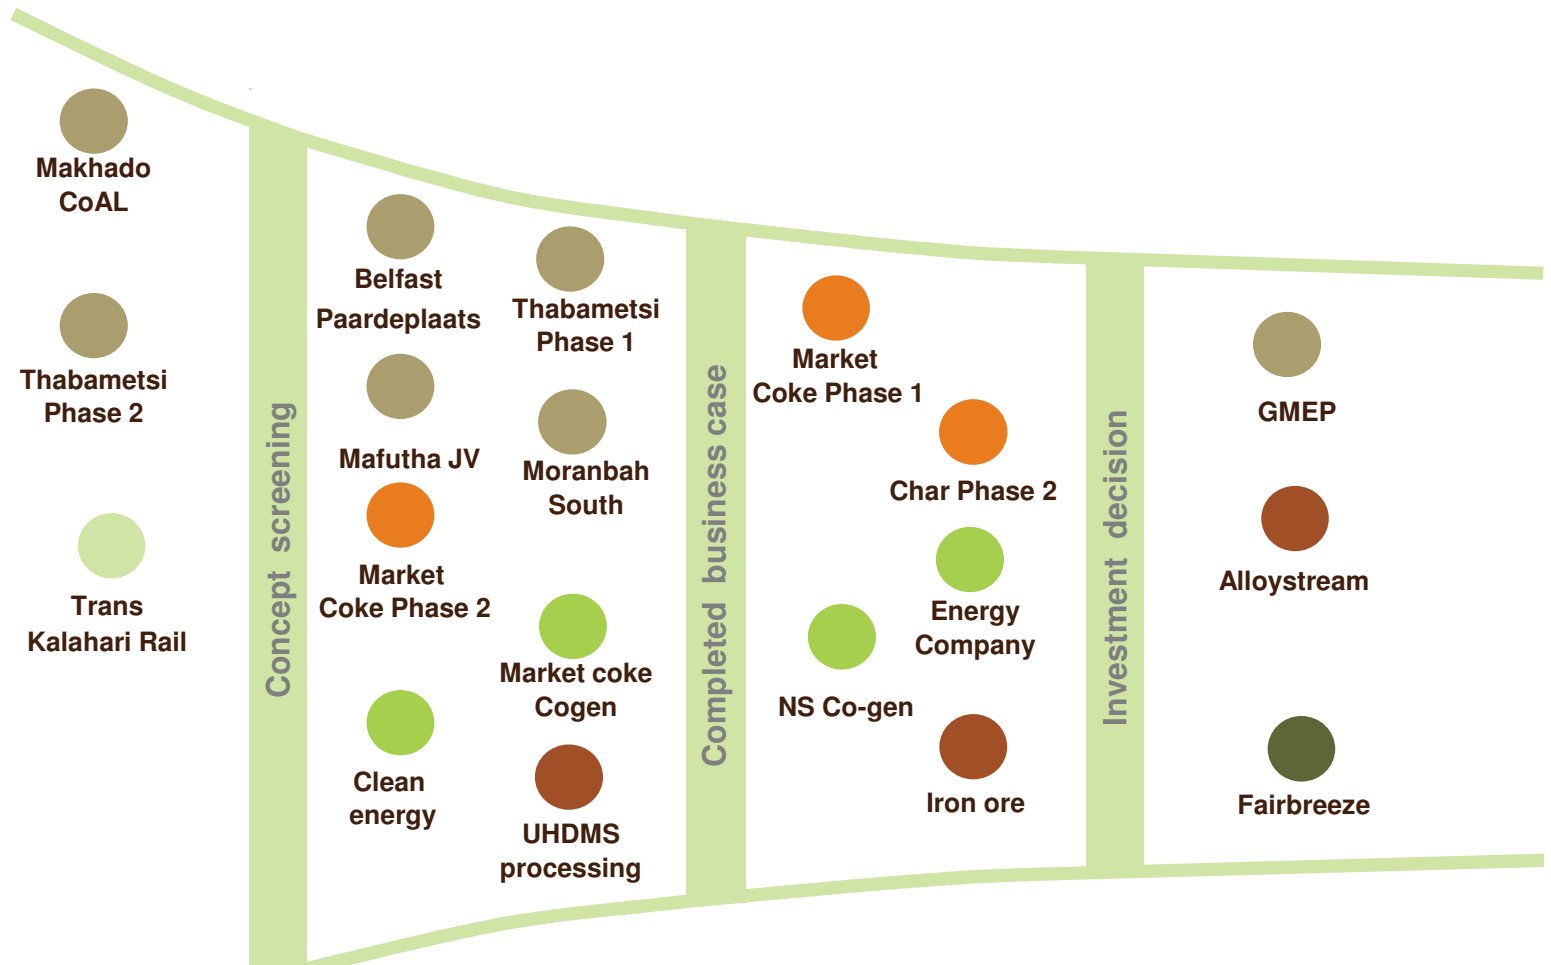 Makhado
CoAL
Thabametsi
Phase 2
Trans
Kalahari Rail
Concept screening
Belfast
Paardeplaats
Mafutha JV
Market
Coke Phase 2
Clean
energy
Thabametsi
Phase 1
Moranbah
South
Market coke
Cogen
UHDMS
processing
Completed business case
Market
Coke Phase 1
Char Phase 2
Energy
Company
NS Co-gen
Iron ore
Investment decision
GMEP
Alloystream
Fairbreeze